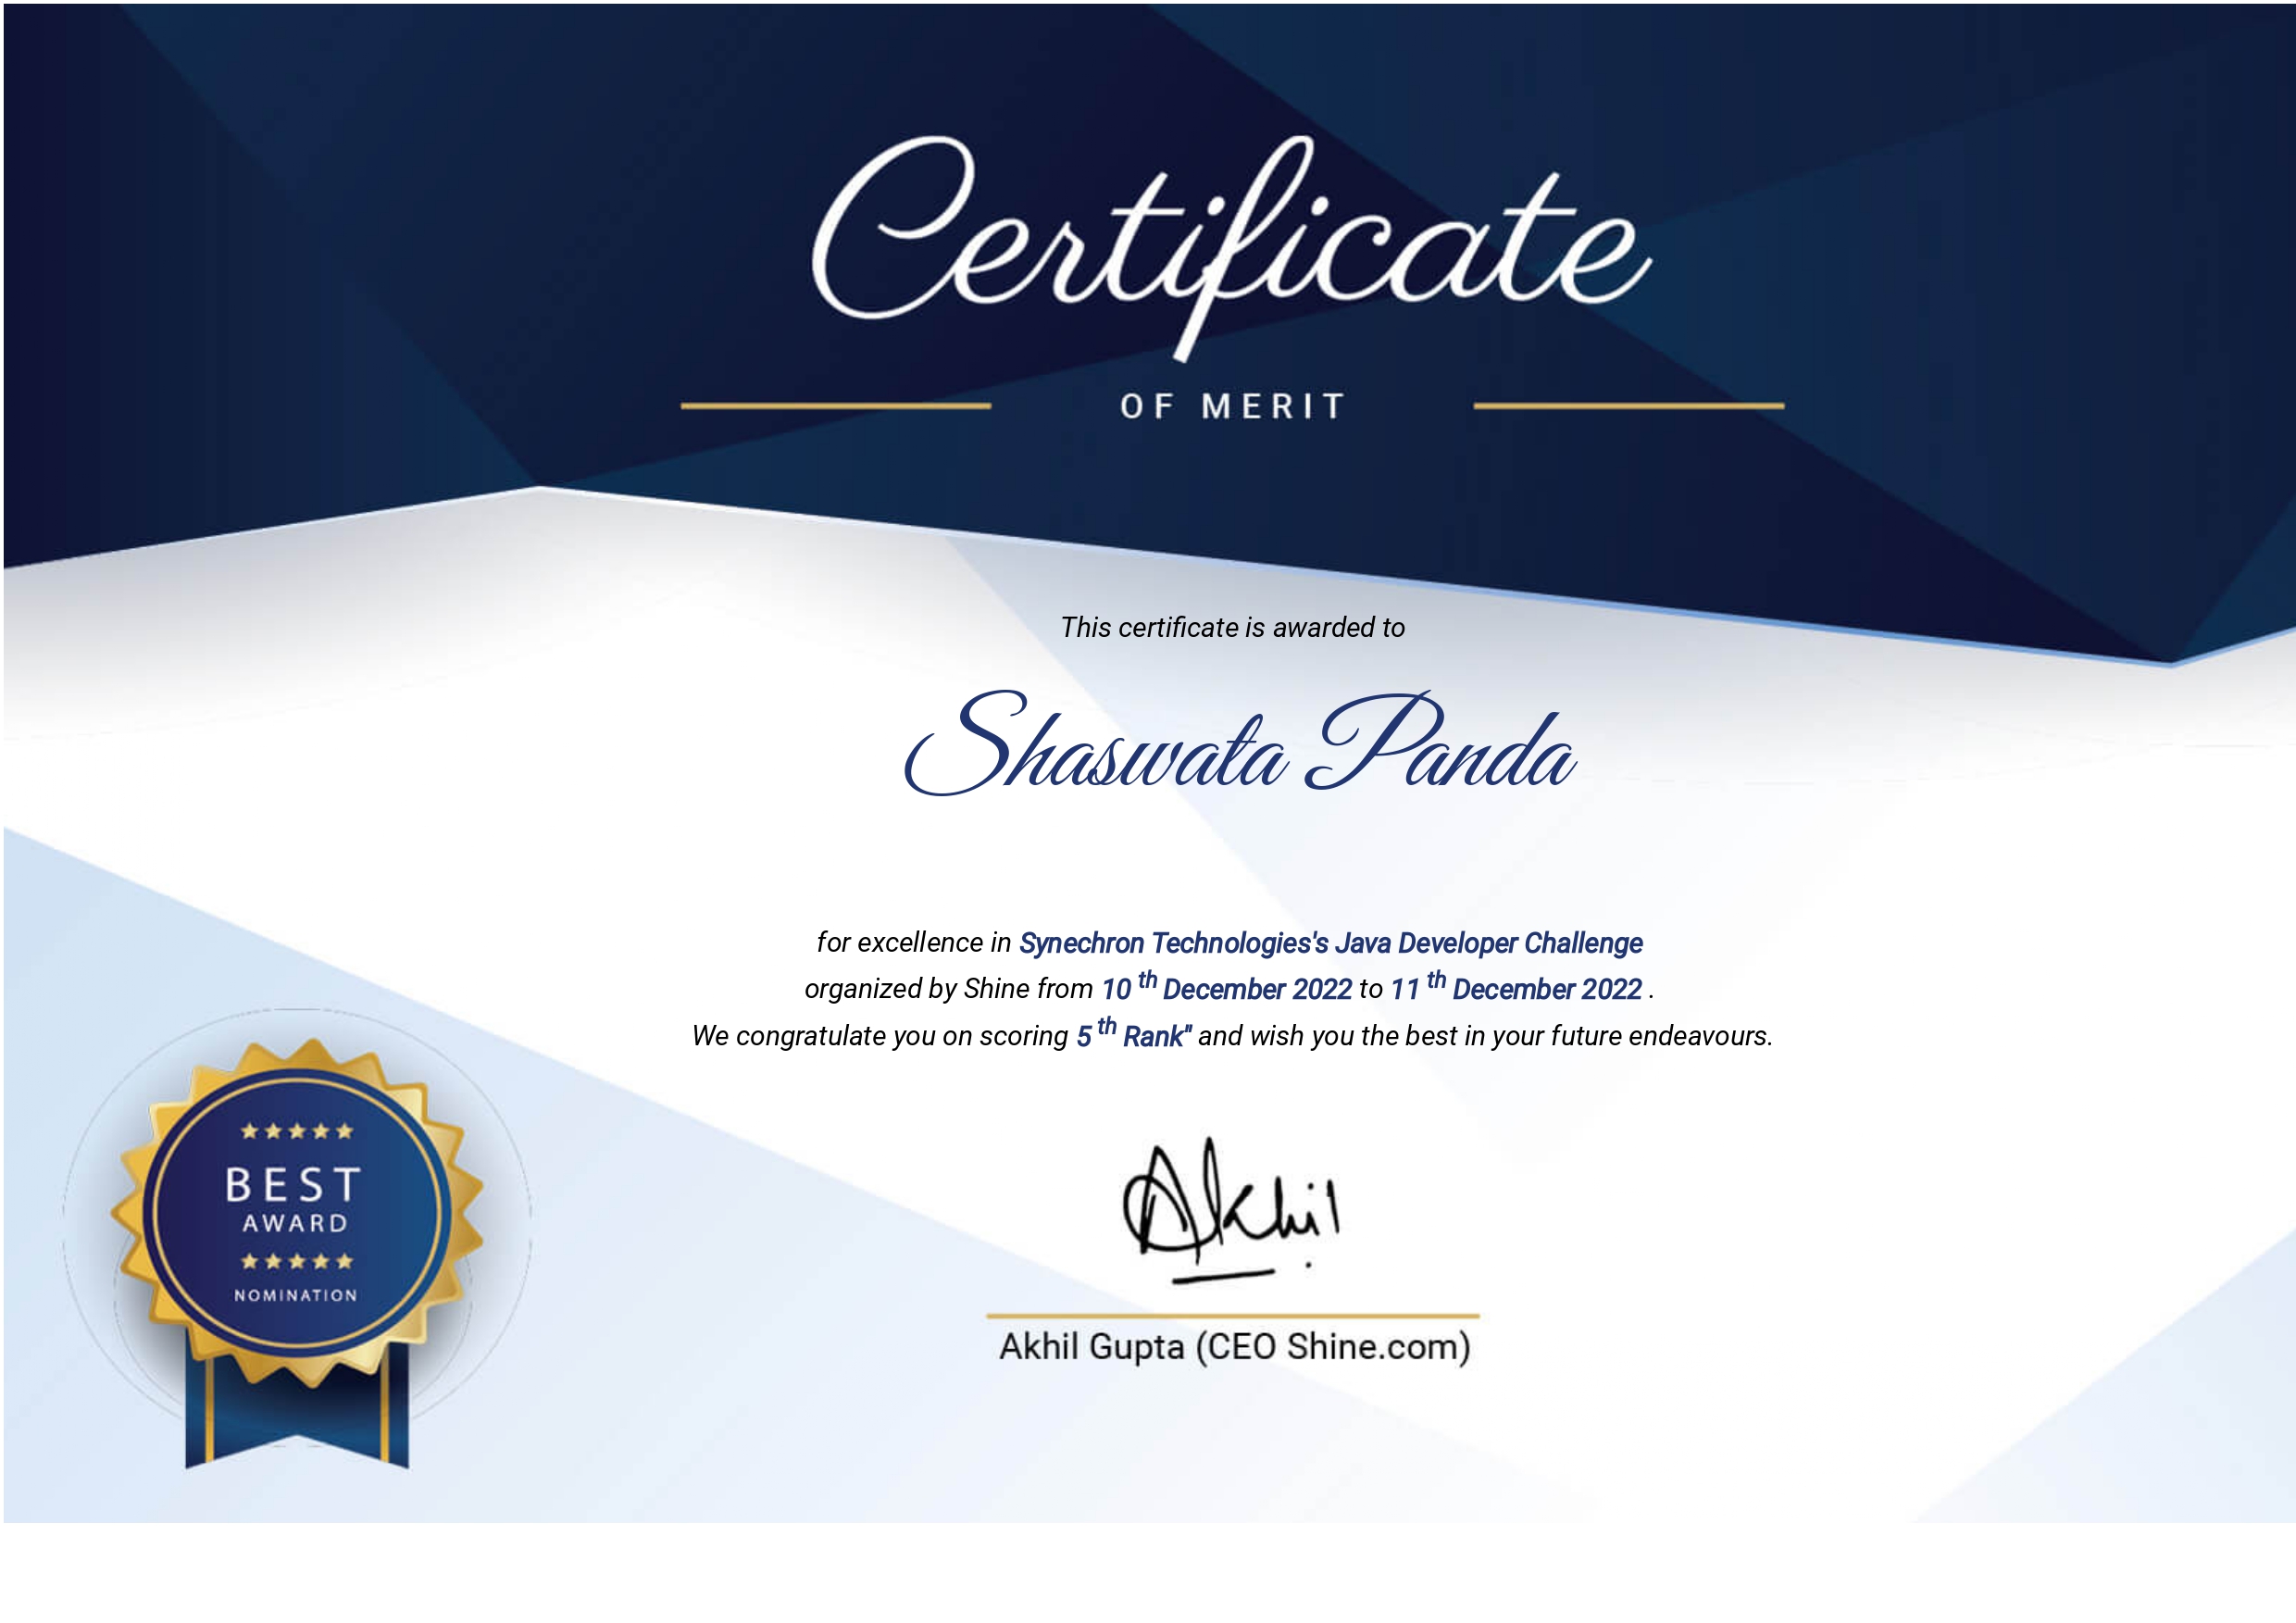 Certificate
OF MERIT
This certificate is awarded to
Shaswata Panda
for excellence in Synechron Technologies's Java Developer Challenge
organized by Shine from 10 th December 2022 to 11 th December 2022 .
We congratulate you on scoring 5 th Rank" and wish you the best in your future endeavours.
BEST
AWARD
NOMINATION
Akhil
Akhil Gupta (CEO Shine.com)